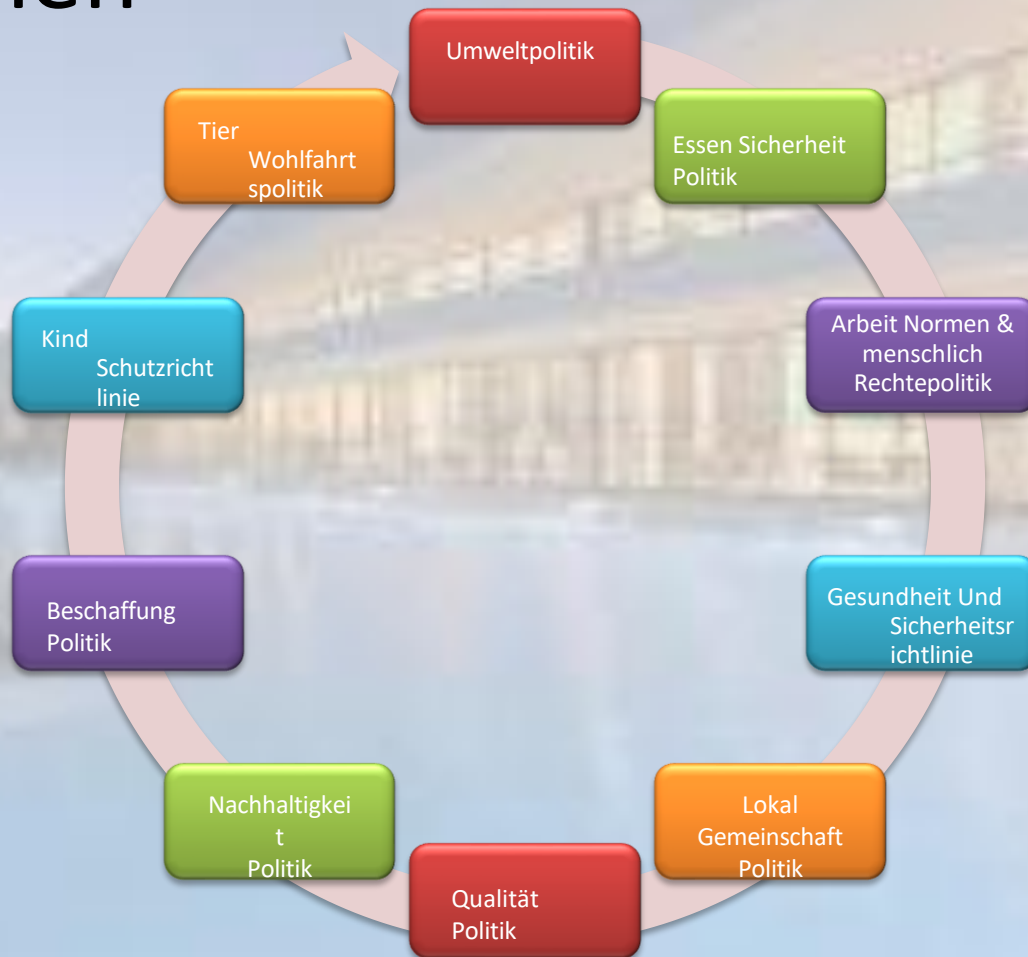 Umweltpolitik
Essen Sicherheit
Politik
Arbeit Normen &
menschlich
Rechtepolitik
Gesundheit Und
Sicherheitsr
ichtlinie
Lokal
Gemeinschaft
Politik
Qualität
Politik
Nachhaltigkei
t
Politik
Beschaffung
Politik
Kind
Schutzricht
linie
Tier
Wohlfahrt
spolitik